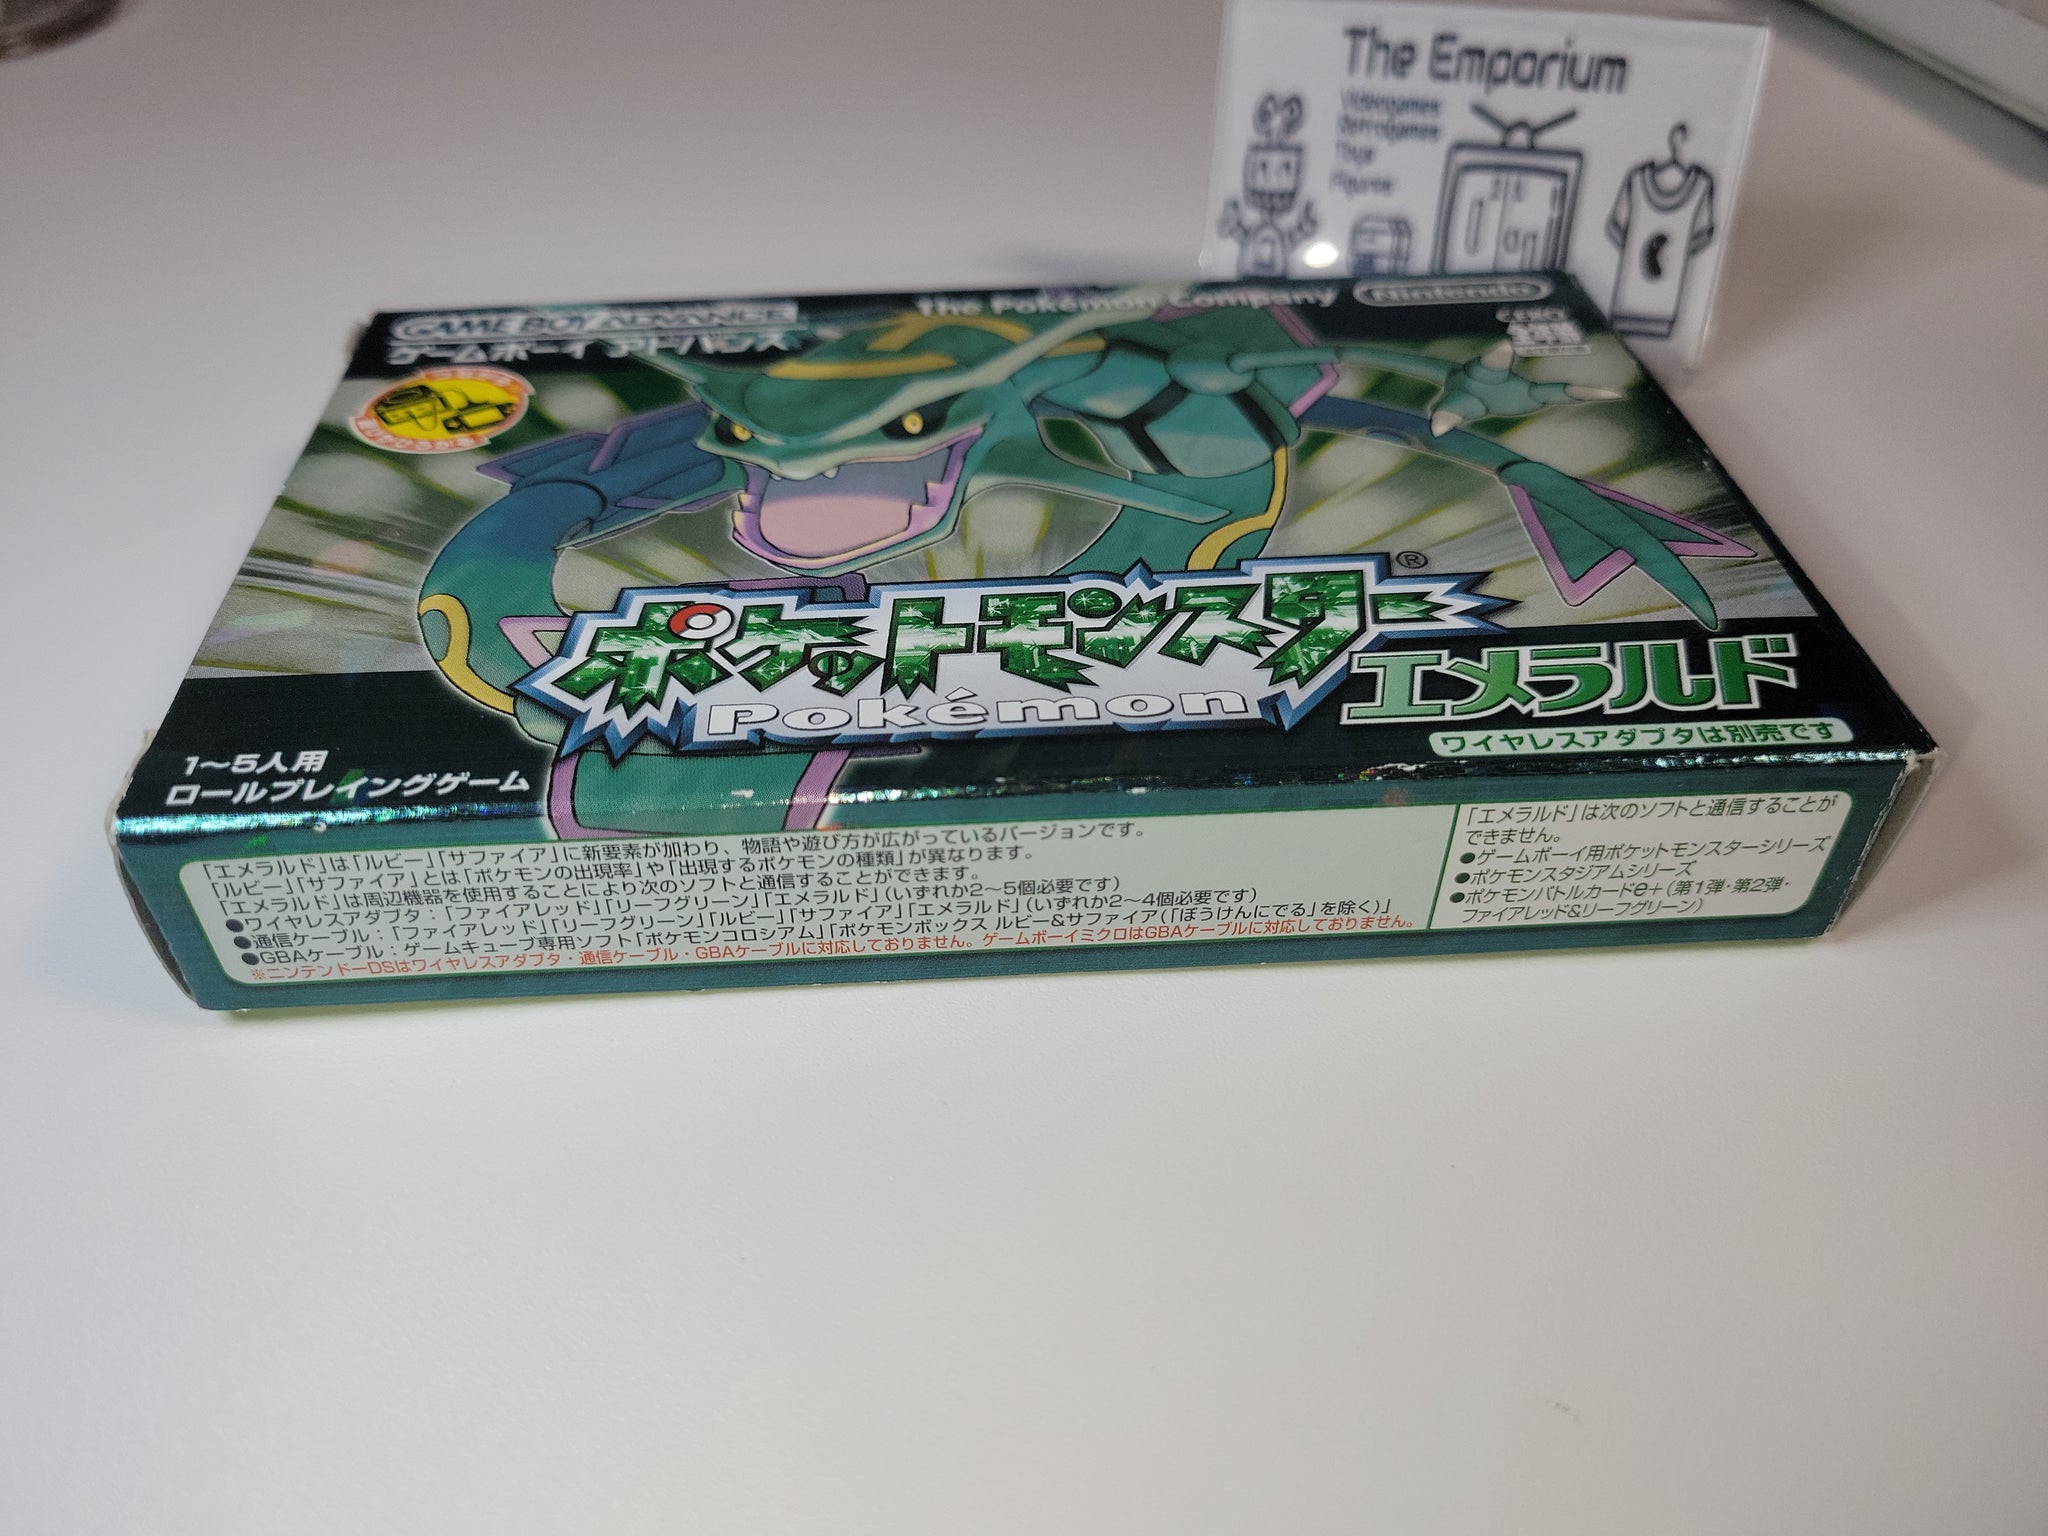 The Emporium
Videogames
Retrogames
Toys
Figures
the Pokémon Company
Nintendo
GAME BOY ADVANCE
ゲームボーイアドバンス
CERO
全年齢
ポケットモンスター®
Pokémon
エメラルド
ワイヤレスアダプタは別売です
1～5人用
ロールプレイングゲーム
「エメラルド」は「ルビー」「サファイア」に新要素が加わり、物語や遊び方が広がっているバージョンです。
「ルビー」「サファイア」とは「ポケモンの出現率」や「出現するポケモンの種類」が異なります。
「エメラルド」は周辺機器を使用することにより次のソフトと通信することができます。
●ワイヤレスアダプタ：「ファイアレッド」「リーフグリーン」「エメラルド」(いずれか2～5個必要です)
●通信ケーブル：「ファイアレッド」「リーフグリーン」「ルビー」「サファイア」「エメラルド」(いずれか2～4個必要です)
●GBAケーブル：ゲームキューブ専用ソフト「ポケモンコロシアム」「ポケモンボックス ルビー&サファイア(「ぼうけんにでる」を除く)」
※ニンテンドーDSはワイヤレスアダプタ・通信ケーブル・GBAケーブルに対応しておりません。ゲームボーイミクロはGBAケーブルに対応しておりません。
「エメラルド」は次のソフトと通信することが
できません。
●ゲームボーイ用ポケットモンスターシリーズ
●ポケモンスタジアムシリーズ
●ポケモンバトルカードe+(第1弾・第2弾・
ファイアレッド&リーフグリーン)